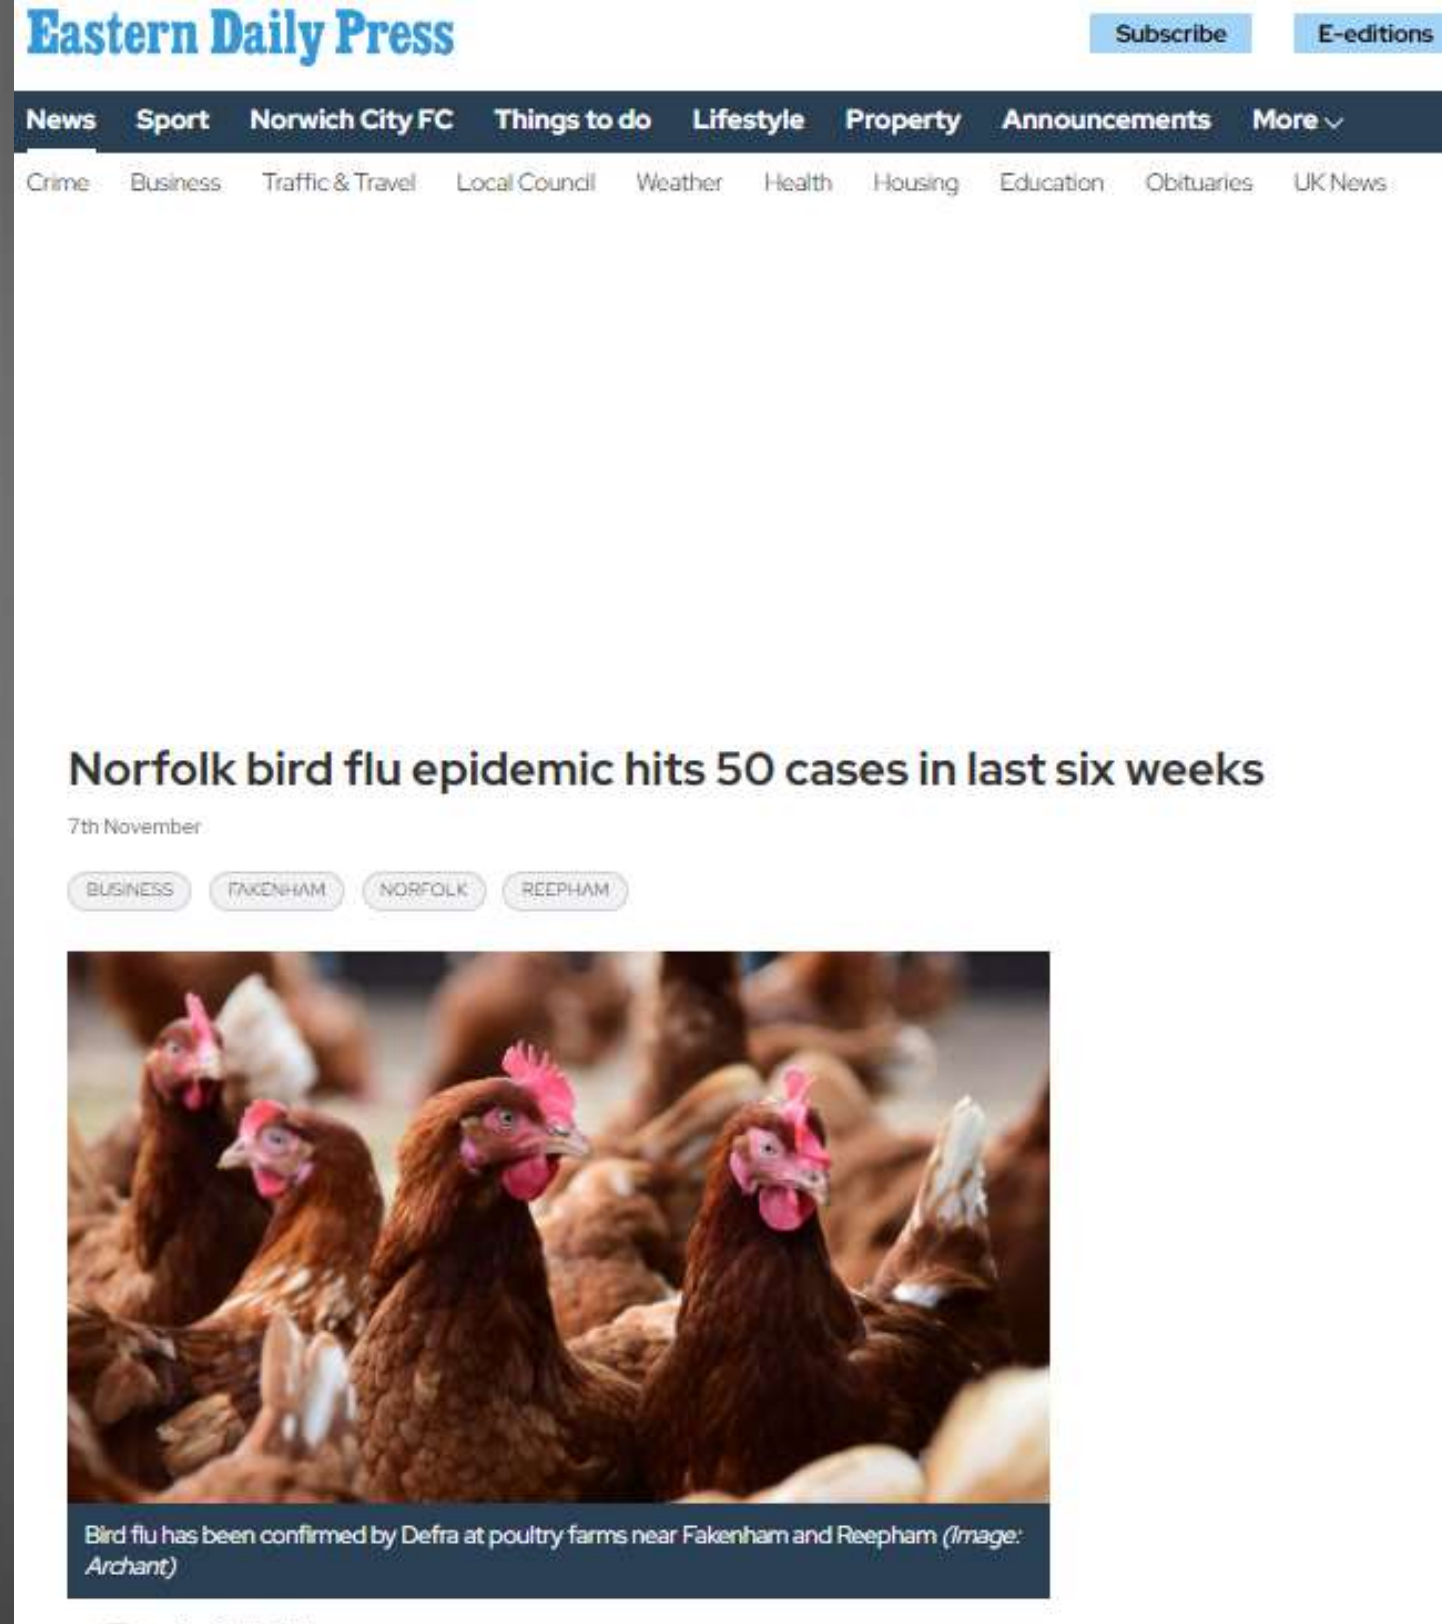 Eastern Daily Press
Subscribe
E-editions
News Sport Norwich City FC Things to do Lifestyle Property Announcements More
Crime Business Traffic & Travel Local Council Weather Health Housing Education Obituaries UK News
Norfolk bird flu epidemic hits 50 cases in last six weeks
7th November
BUSINESS FAKENHAM NORFOLK REEPHAM
Bird flu has been confirmed by Defra at poultry farms near Fakenham and Reepham (Image:
Archant)